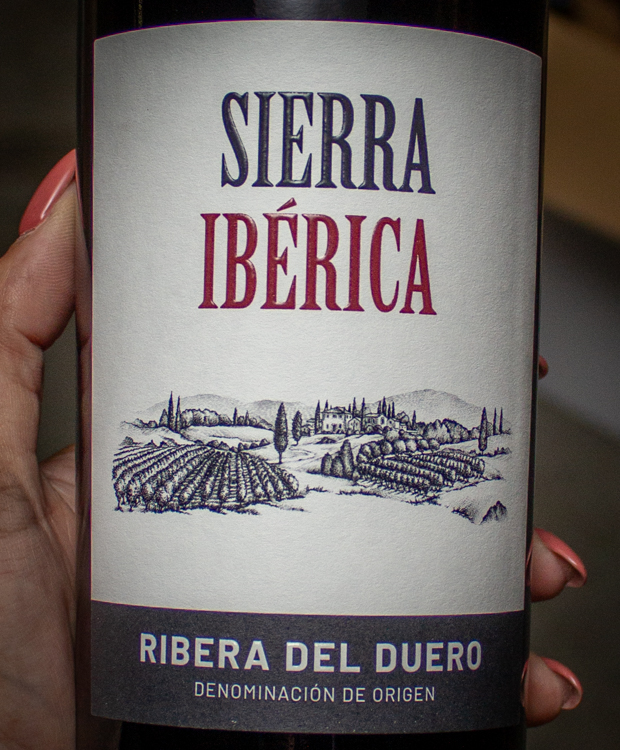 SIERRA
IBÉRICA
RIBERA DEL DUERO
DENOMINACIÓN DE ORIGEN